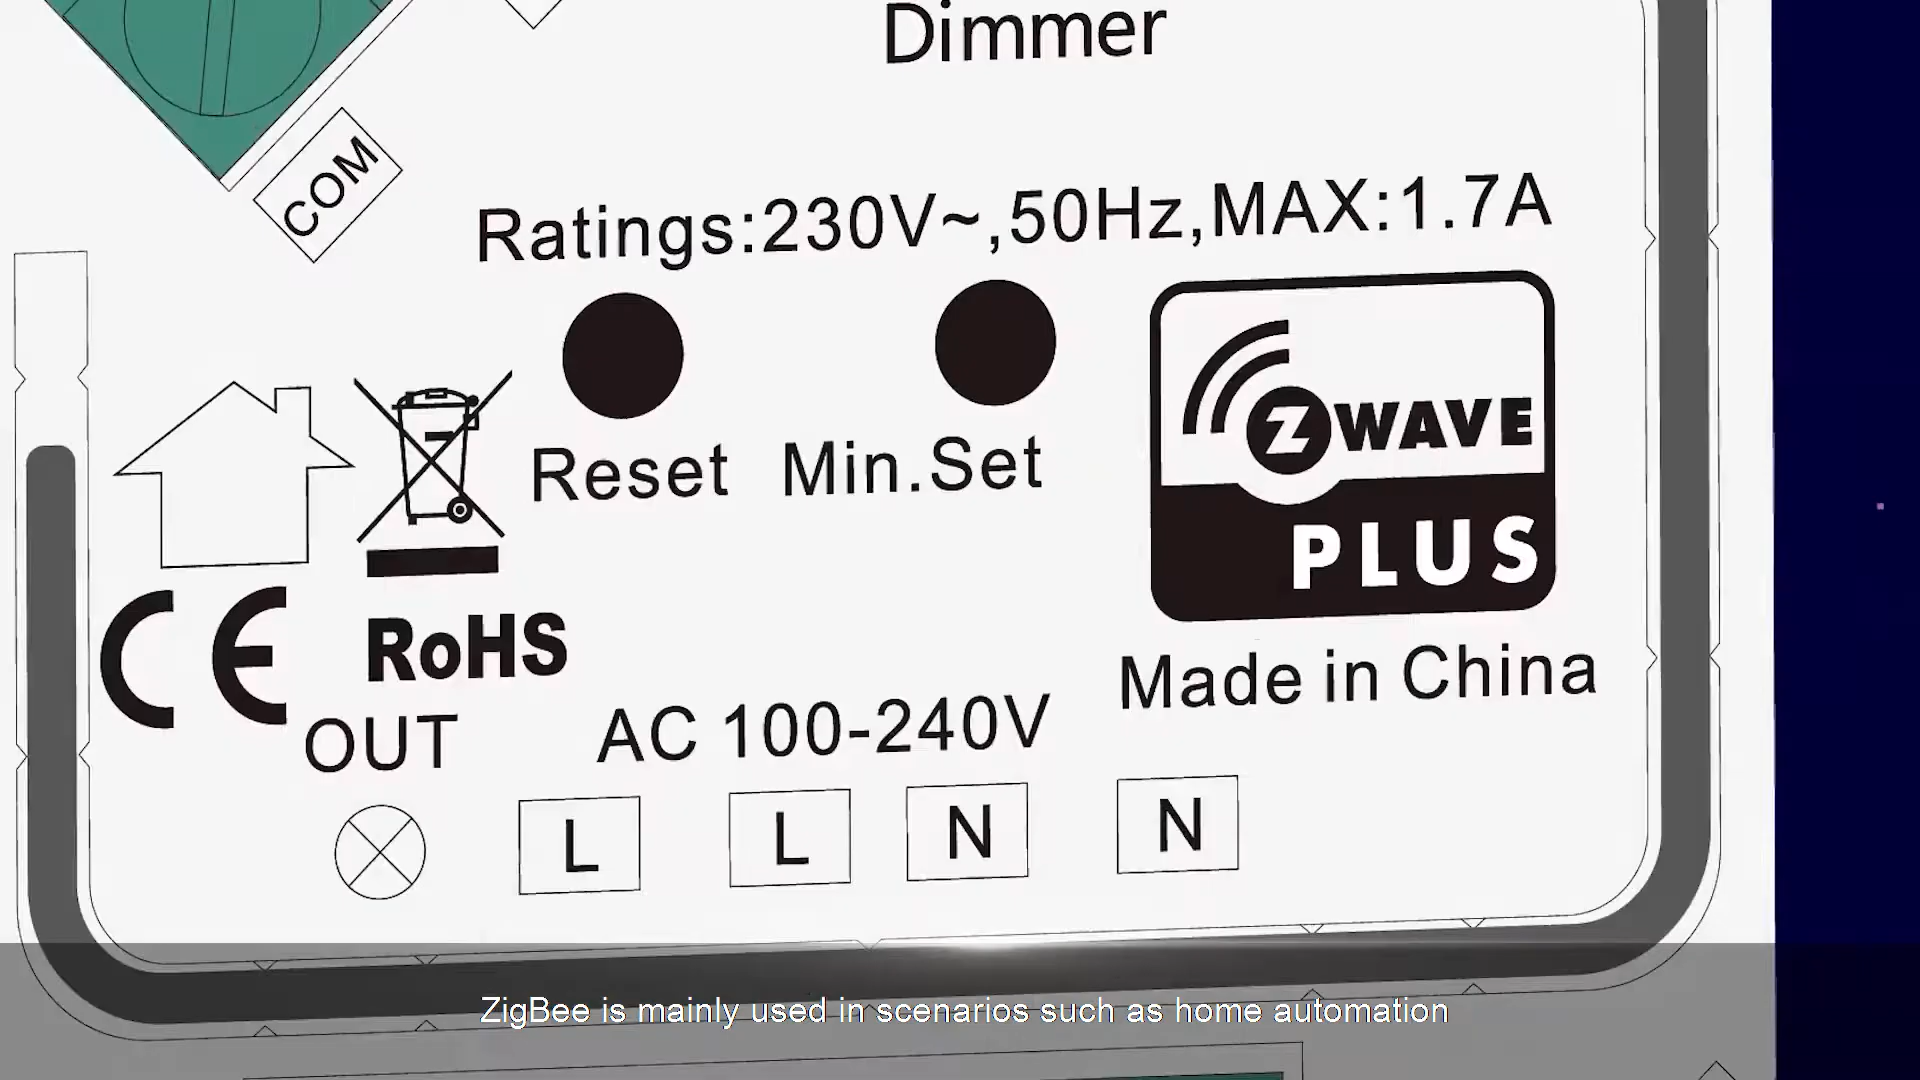 Dimmer
COM
Ratings:230V~,50Hz,MAX:1.7A
Reset Min.Set
Z WAVE
PLUS
CE RoHS
Made in China
OUT AC 100-240V
L L N N
ZigBee is mainly used in scenarios such as home automation